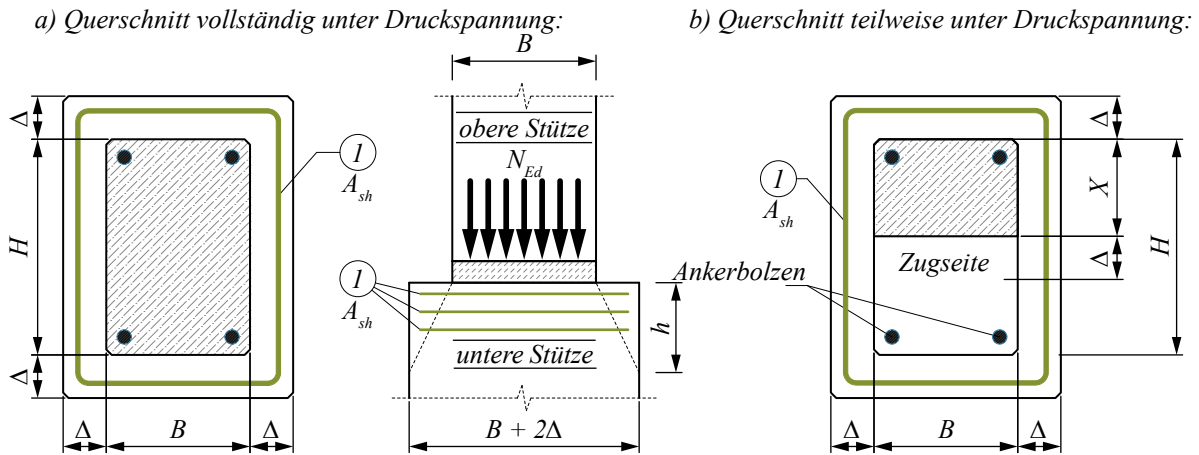 a) Querschnitt vollständig unter Druckspannung:
b) Querschnitt teilweise unter Druckspannung:
Δ
H
Δ
Δ
B
Δ
1
A_sh
B
obere Stütze
N_Ed
1
A_sh
untere Stütze
h
B + 2Δ
1
A_sh
Ankerbolzen
Zugseite
Δ
X
Δ
H
Δ
B
Δ